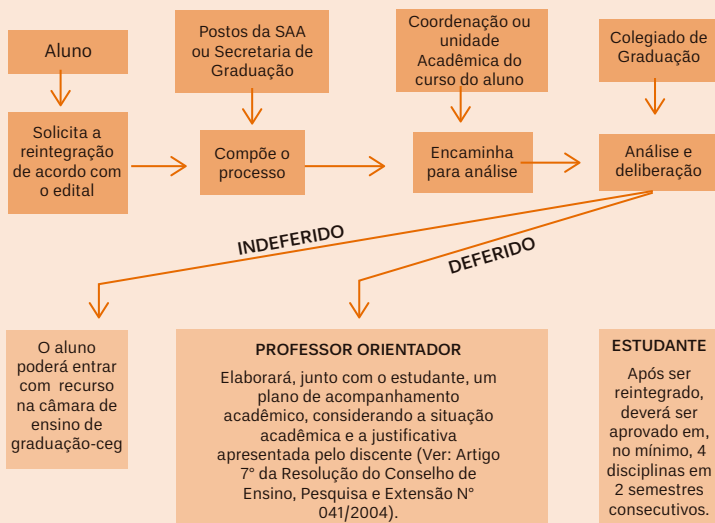 Aluno
Postos da SAA
ou Secretaria de
Graduação
Coordenação ou
unidade
Acadêmica do
curso do aluno
Colegiado de
Graduação
Solicita a
reintegração
de acordo com
o edital
Compõe o
processo
Encaminha
para análise
Análise e
deliberação
INDEFERIDO
DEFERIDO
O aluno
poderá entrar
com recurso
na câmara de
ensino de
graduação-ceg
PROFESSOR ORIENTADOR
Elaborará, junto com o estudante, um
plano de acompanhamento
acadêmico, considerando a situação
acadêmica e a justificativa
apresentada pelo discente (Ver: Artigo
7° da Resolução do Conselho de
Ensino, Pesquisa e Extensão N°
041/2004).
ESTUDANTE
Após ser
reintegrado,
deverá ser
aprovado em,
no mínimo, 4
disciplinas em
2 semestres
consecutivos.